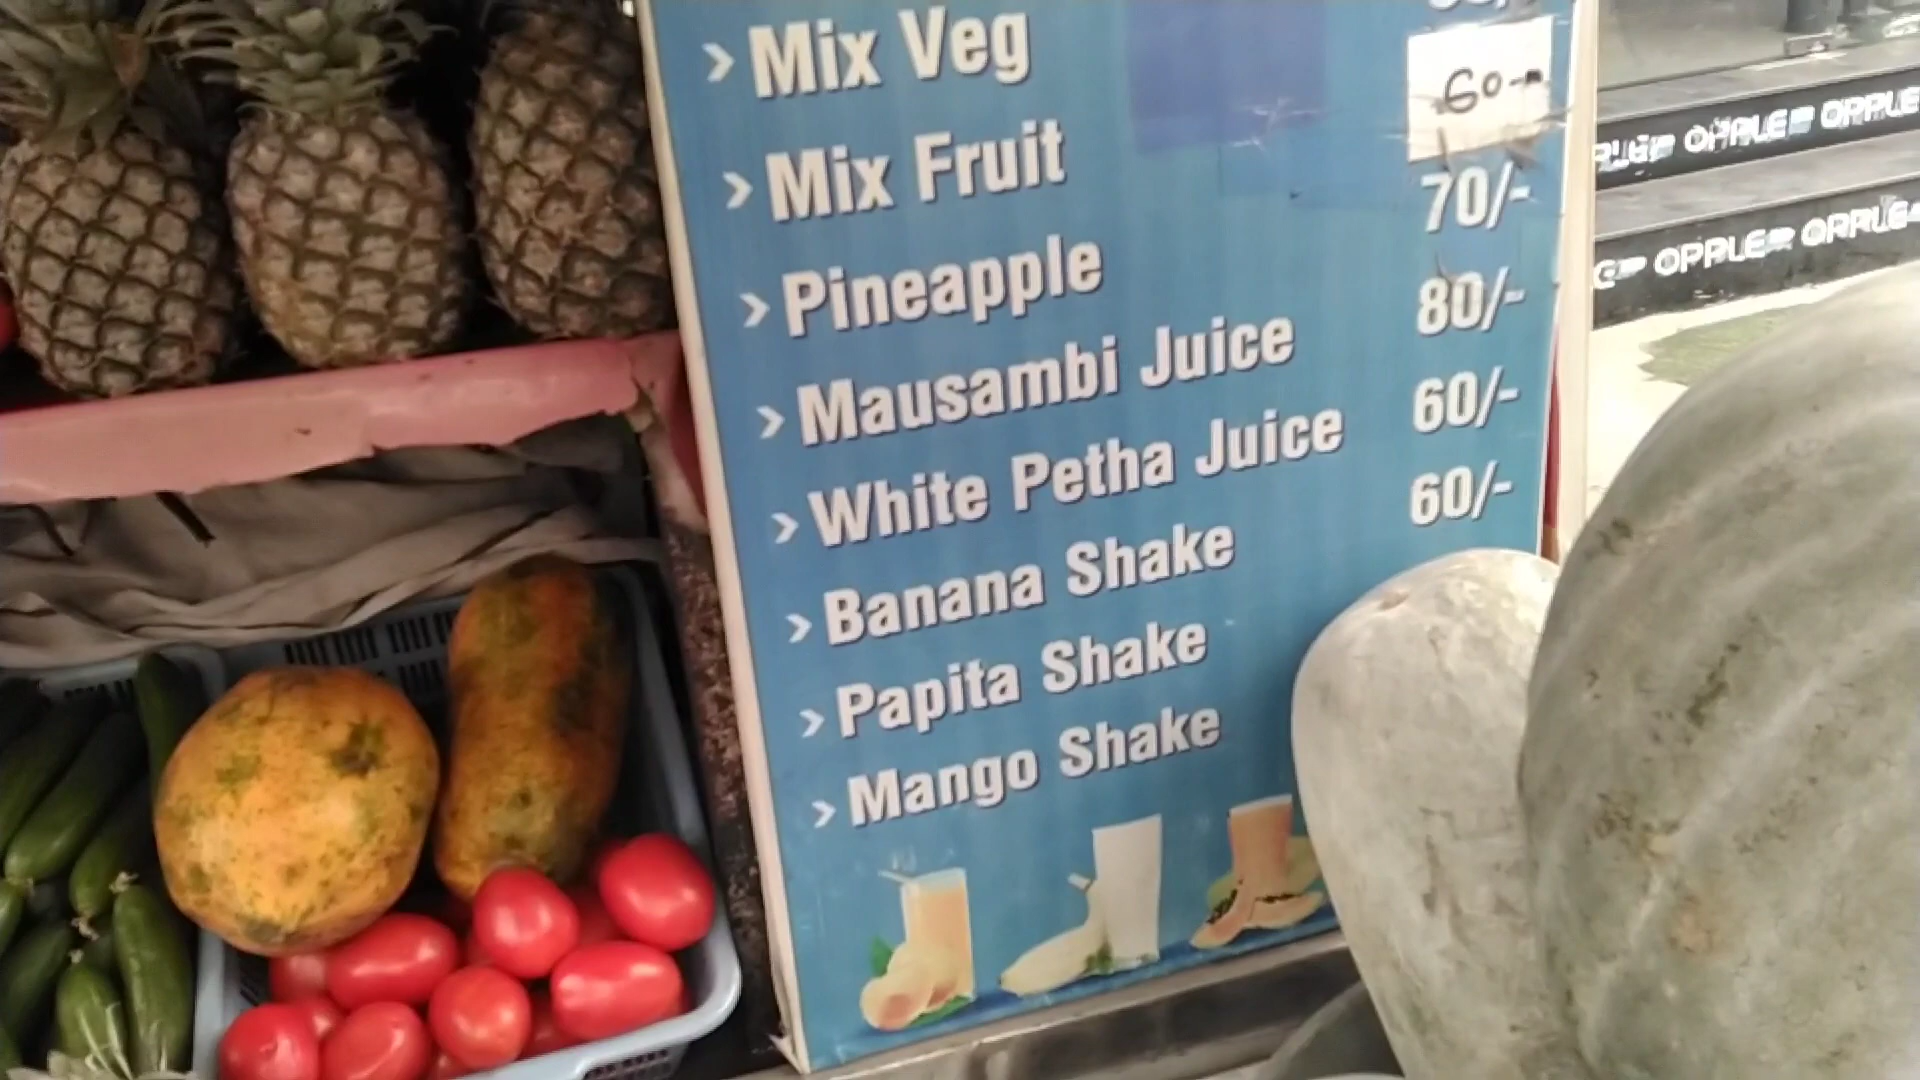 › Mix Veg
› Mix Fruit 60-
› Pineapple 70/-
› Mausambi Juice 80/-
› White Petha Juice 60/-
› Banana Shake 60/-
› Papita Shake
› Mango Shake
OPPLE OPPLE
OPPLE OPPLE